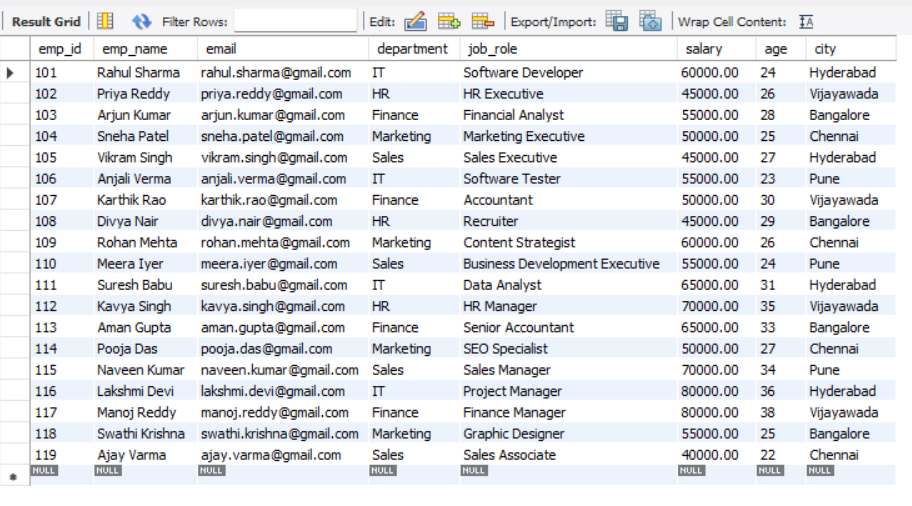 Result Grid Filter Rows: Edit: Export/Import: Wrap Cell Content: IA
emp_id emp_name email department job_role salary age city
101 Rahul Sharma rahul.sharma@gmail.com IT Software Developer 60000.00 24 Hyderabad
102 Priya Reddy priya.reddy@gmail.com HR HR Executive 45000.00 26 Vijayawada
103 Arjun Kumar arjun.kumar@gmail.com Finance Financial Analyst 55000.00 28 Bangalore
104 Sneha Patel sneha.patel@gmail.com Marketing Marketing Executive 50000.00 25 Chennai
105 Vikram Singh vikram.singh@gmail.com Sales Sales Executive 45000.00 27 Hyderabad
106 Anjali Verma anjali.verma@gmail.com IT Software Tester 55000.00 23 Pune
107 Karthik Rao karthik.rao@gmail.com Finance Accountant 50000.00 30 Vijayawada
108 Divya Nair divya.nair@gmail.com HR Recruiter 45000.00 29 Bangalore
109 Rohan Mehta rohan.mehta@gmail.com Marketing Content Strategist 60000.00 26 Chennai
110 Meera Iyer meera.iyer@gmail.com Sales Business Development Executive 55000.00 24 Pune
111 Suresh Babu suresh.babu@gmail.com IT Data Analyst 65000.00 31 Hyderabad
112 Kavya Singh kavya.singh@gmail.com HR HR Manager 70000.00 35 Vijayawada
113 Aman Gupta aman.gupta@gmail.com Finance Senior Accountant 65000.00 33 Bangalore
114 Pooja Das pooja.das@gmail.com Marketing SEO Specialist 50000.00 27 Chennai
115 Naveen Kumar naveen.kumar@gmail.com Sales Sales Manager 70000.00 34 Pune
116 Lakshmi Devi lakshmi.devi@gmail.com IT Project Manager 80000.00 36 Hyderabad
117 Manoj Reddy manoj.reddy@gmail.com Finance Finance Manager 80000.00 38 Vijayawada
118 Swathi Krishna swathi.krishna@gmail.com Marketing Graphic Designer 55000.00 25 Bangalore
119 Ajay Varma ajay.varma@gmail.com Sales Sales Associate 40000.00 22 Chennai
NULL NULL NULL NULL NULL NULL NULL NULL